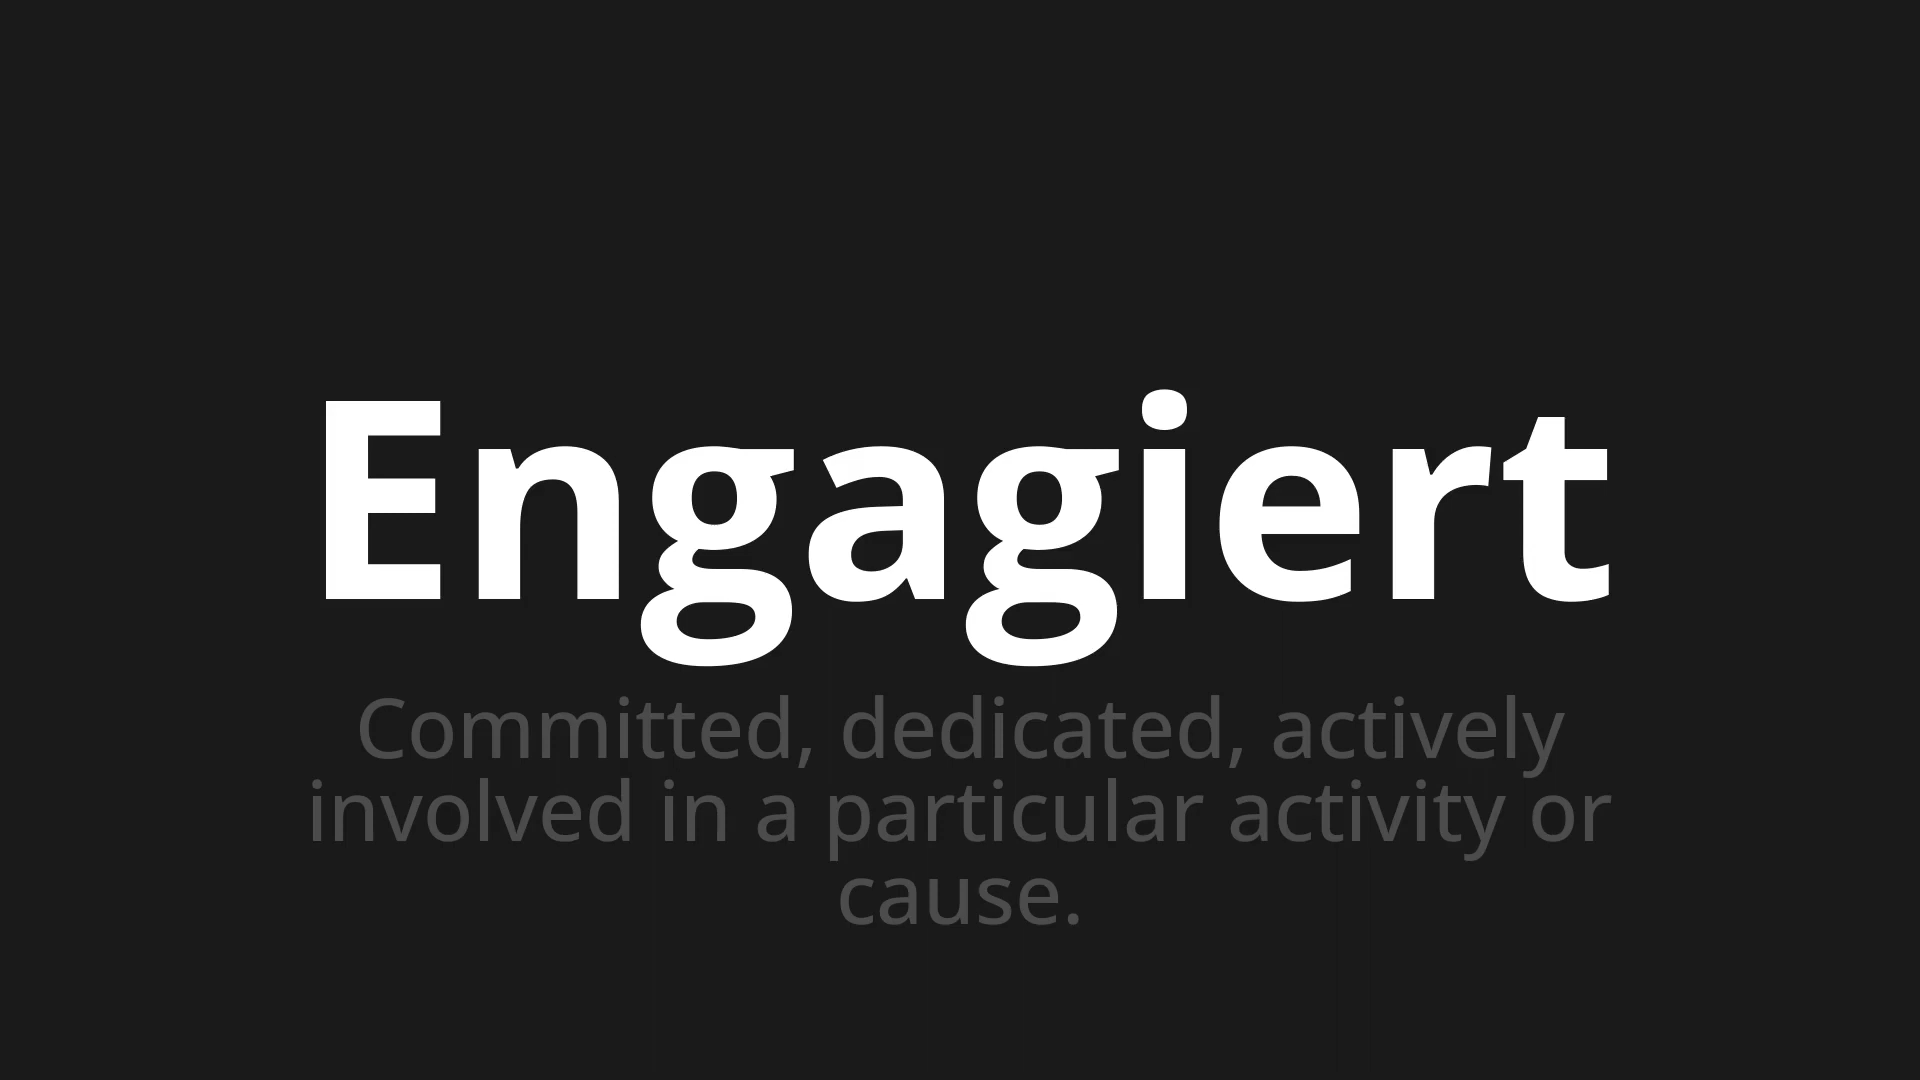 Engagiert
Committed, dedicated, actively
involved in a particular activity or
cause.